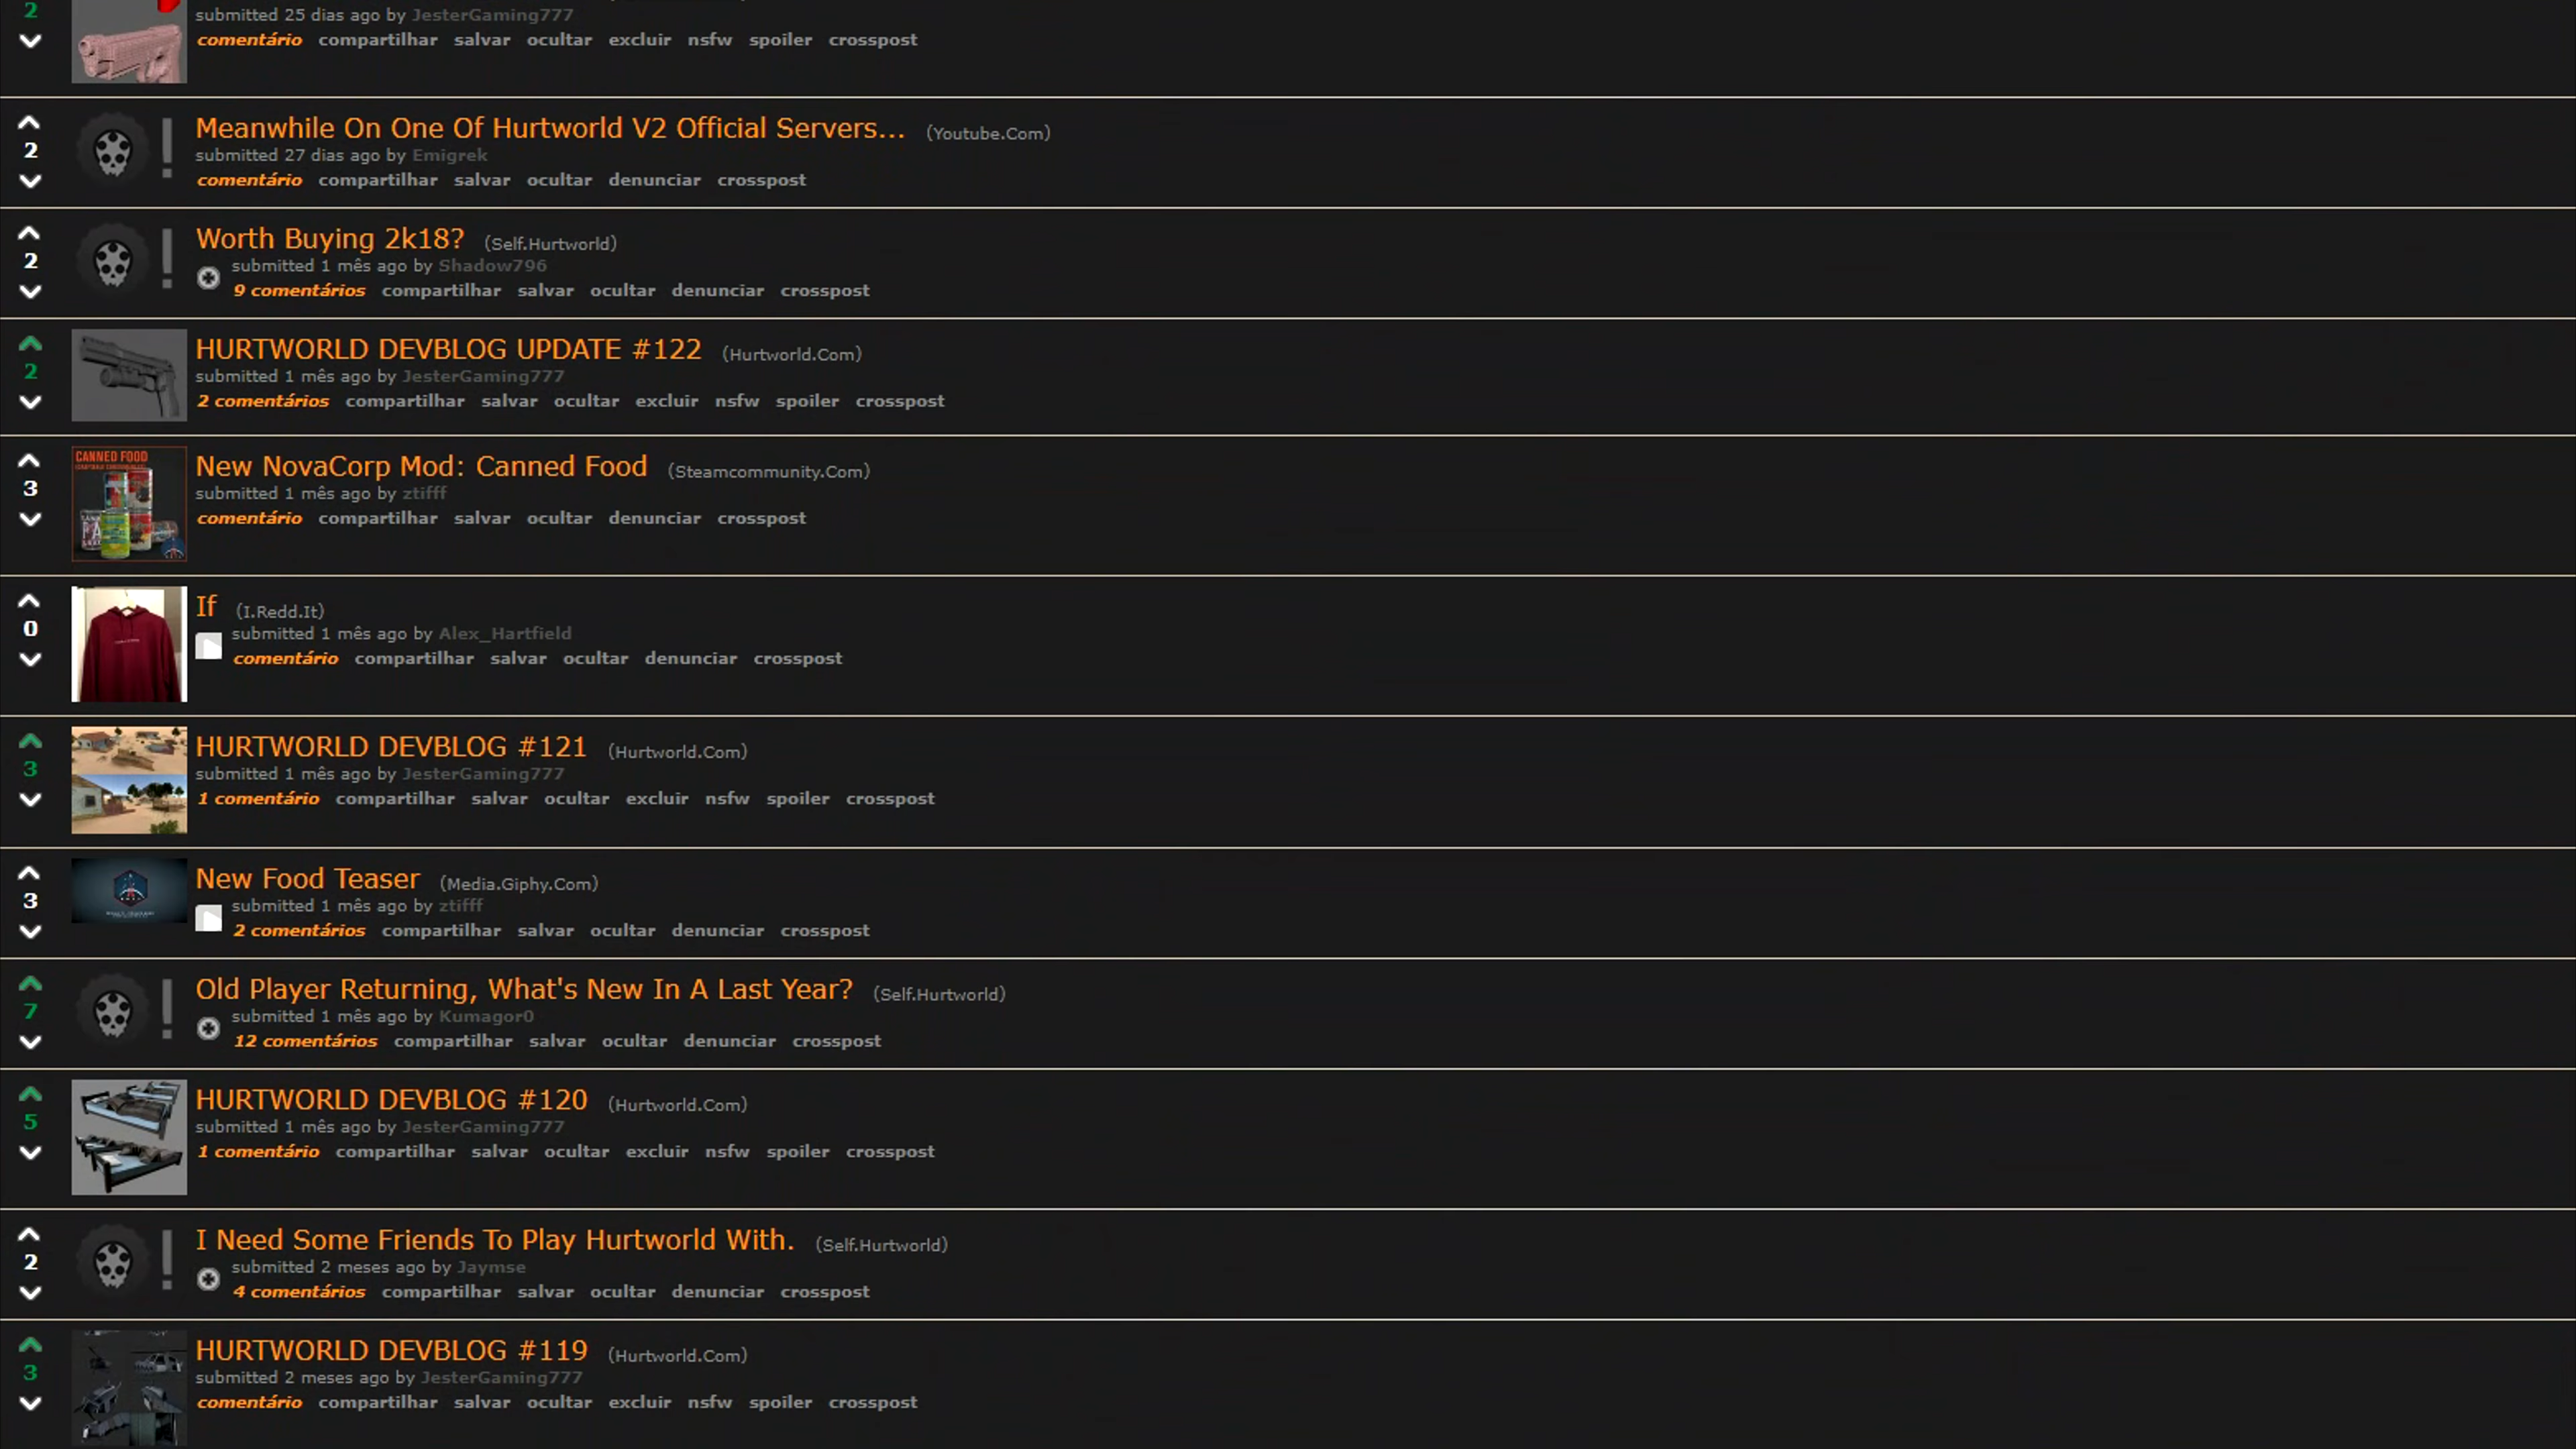 2
submitted 25 dias ago by JesterGaming777
comentário compartilhar salvar ocultar excluir nsfw spoiler crosspost
Meanwhile On One Of Hurtworld V2 Official Servers... (Youtube.Com)
2
submitted 27 dias ago by Emigrek
comentário compartilhar salvar ocultar denunciar crosspost
Worth Buying 2k18? (Self.Hurtworld)
2
submitted 1 mês ago by Shadow796
9 comentários compartilhar salvar ocultar denunciar crosspost
HURTWORLD DEVBLOG UPDATE #122 (Hurtworld.Com)
2
submitted 1 mês ago by JesterGaming777
2 comentários compartilhar salvar ocultar excluir nsfw spoiler crosspost
CANNED FOOD
New NovaCorp Mod: Canned Food (Steamcommunity.Com)
3
submitted 1 mês ago by ztifff
comentário compartilhar salvar ocultar denunciar crosspost
If (I.Redd.It)
0
submitted 1 mês ago by Alex_Hartfield
comentário compartilhar salvar ocultar denunciar crosspost
HURTWORLD DEVBLOG #121 (Hurtworld.Com)
3
submitted 1 mês ago by JesterGaming777
1 comentário compartilhar salvar ocultar excluir nsfw spoiler crosspost
New Food Teaser (Media.Giphy.Com)
3
submitted 1 mês ago by ztifff
2 comentários compartilhar salvar ocultar denunciar crosspost
Old Player Returning, What's New In A Last Year? (Self.Hurtworld)
7
submitted 1 mês ago by Kumagor0
12 comentários compartilhar salvar ocultar denunciar crosspost
HURTWORLD DEVBLOG #120 (Hurtworld.Com)
5
submitted 1 mês ago by JesterGaming777
1 comentário compartilhar salvar ocultar excluir nsfw spoiler crosspost
I Need Some Friends To Play Hurtworld With. (Self.Hurtworld)
2
submitted 2 meses ago by Jaymse
4 comentários compartilhar salvar ocultar denunciar crosspost
HURTWORLD DEVBLOG #119 (Hurtworld.Com)
3
submitted 2 meses ago by JesterGaming777
comentário compartilhar salvar ocultar excluir nsfw spoiler crosspost